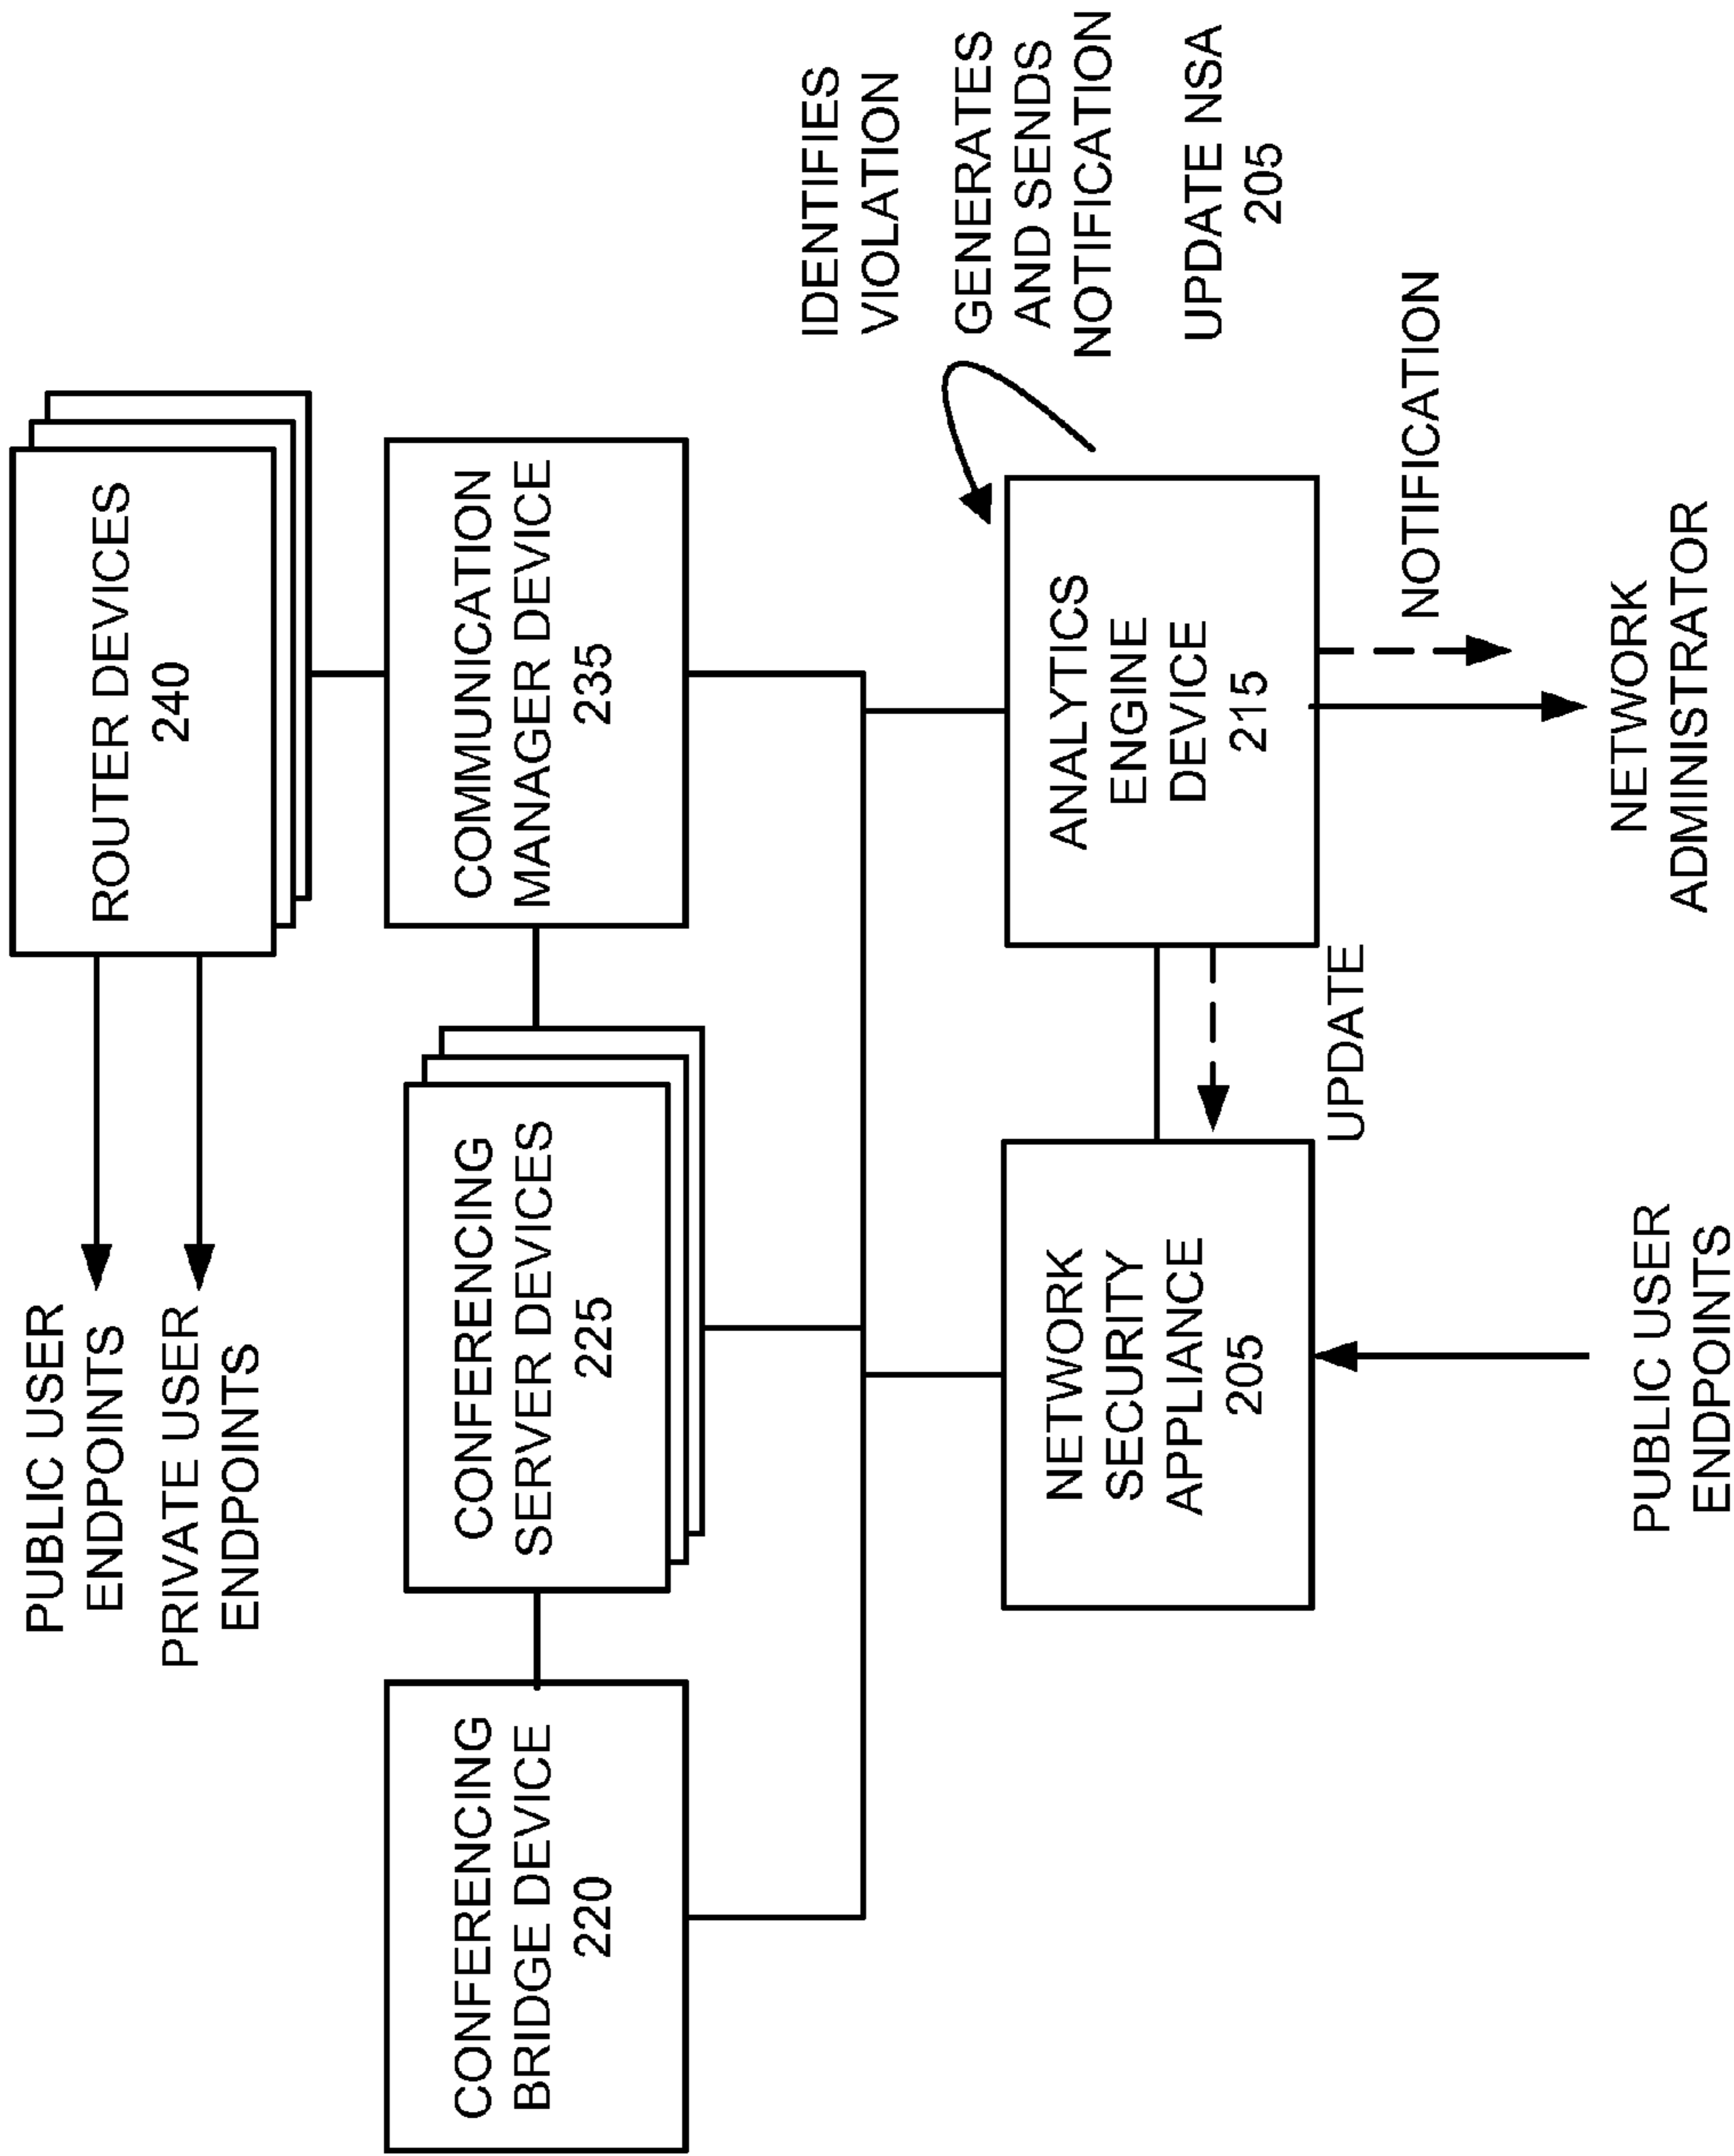 PUBLIC USER
ENDPOINTS
PRIVATE USER
ENDPOINTS
ROUTER DEVICES
240
CONFERENCING
BRIDGE DEVICE
220
CONFERENCING
SERVER DEVICES
225
COMMUNICATION
MANAGER DEVICE
235
IDENTIFIES
VIOLATION
GENERATES
AND SENDS
NOTIFICATION
UPDATE NSA
205
NETWORK
SECURITY
APPLIANCE
205
UPDATE
ANALYTICS
ENGINE
DEVICE
215
NOTIFICATION
PUBLIC USER
ENDPOINTS
NETWORK
ADMINISTRATOR